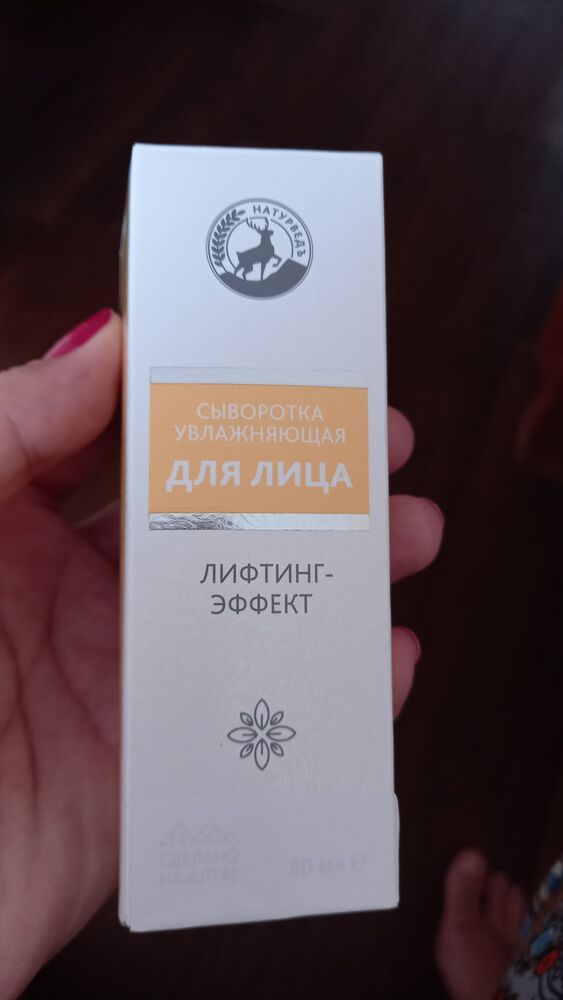 НАТУРВЕДЪ
СЫВОРОТКА
УВЛАЖНЯЮЩАЯ
ДЛЯ ЛИЦА
ЛИФТИНГ-
ЭФФЕКТ
СДЕЛАНО
НА АЛТАЕ
50 мл ℮